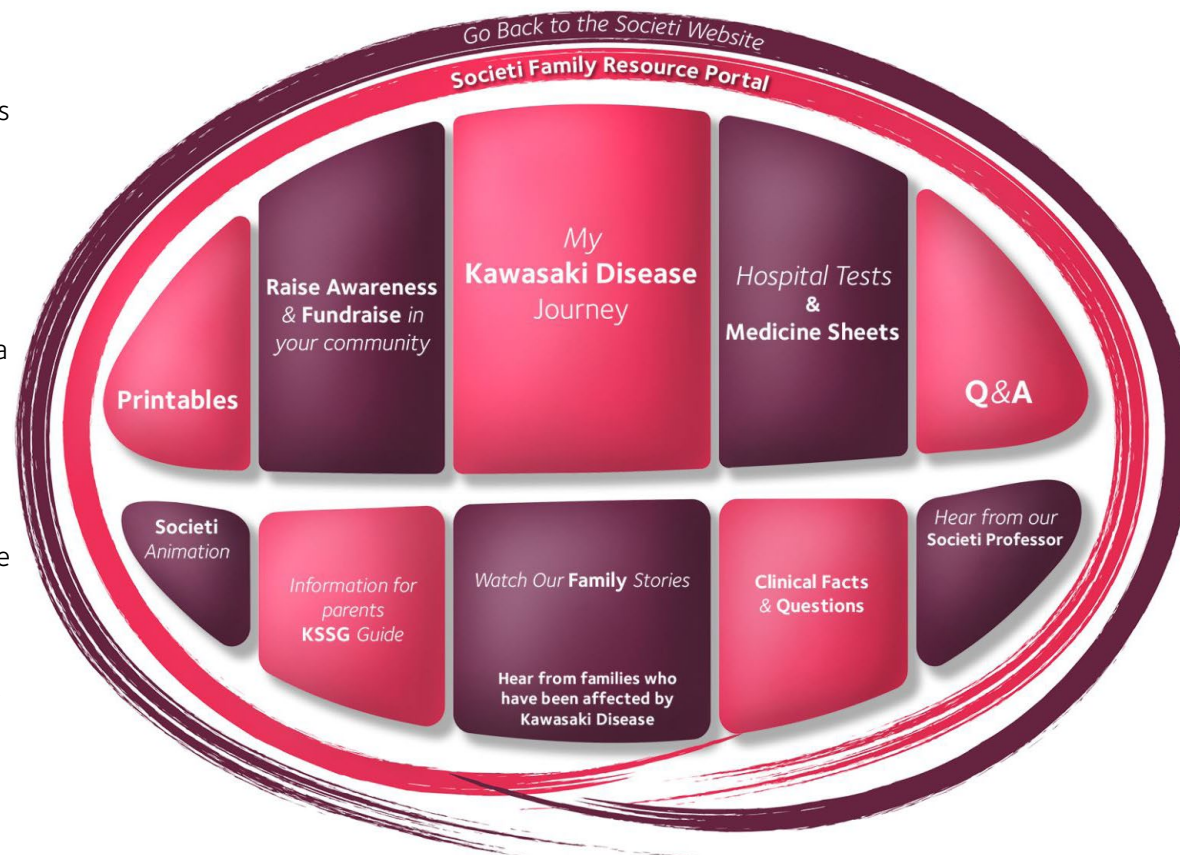 Go Back to the Societi Website
Societi Family Resource Portal
s
a
e
Printables
Raise Awareness
& Fundraise in
your community
My
Kawasaki Disease
Journey
Hospital Tests
&
Medicine Sheets
Q&A
Societi
Animation
Information for
parents
KSSG Guide
Watch Our Family Stories
Hear from families who
have been affected by
Kawasaki Disease
Clinical Facts
& Questions
Hear from our
Societi Professor